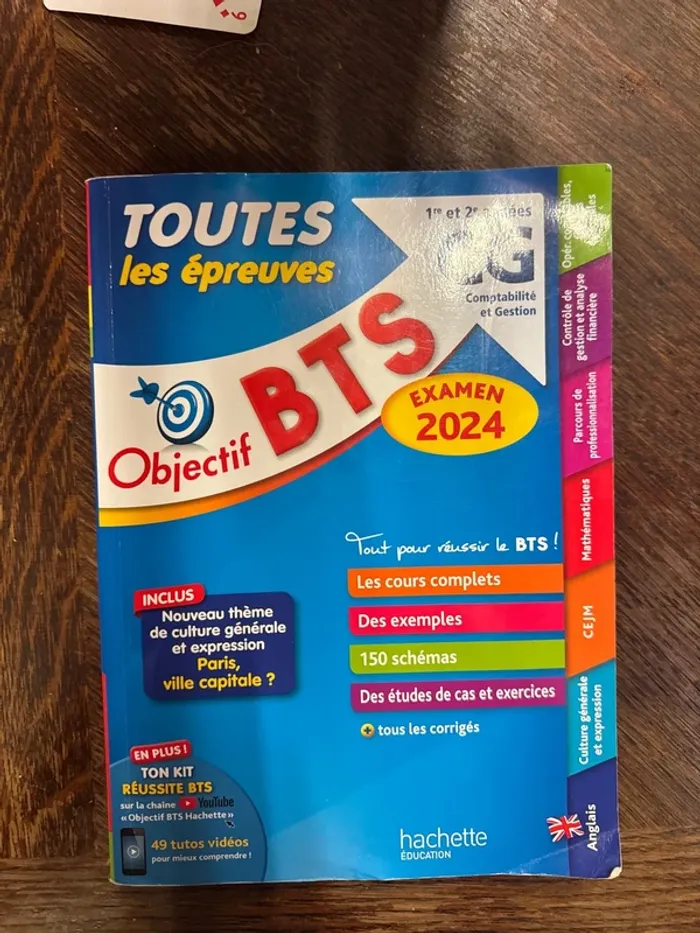 6
TOUTES
les épreuves
1re et 2e années
CG
Comptabilité
et Gestion
Objectif BTS
EXAMEN
2024
Tout pour réussir le BTS !
Les cours complets
Des exemples
150 schémas
Des études de cas et exercices
+ tous les corrigés
INCLUS
Nouveau thème
de culture générale
et expression
Paris,
ville capitale ?
EN PLUS !
TON KIT
RÉUSSITE BTS
sur la chaîne YouTube
« Objectif BTS Hachette »
49 tutos vidéos
pour mieux comprendre !
hachette
ÉDUCATION
Contrôle de
gestion et analyse
financière
Parcours de
professionnalisation
Mathématiques
CEJM
Culture générale
et expression
Anglais